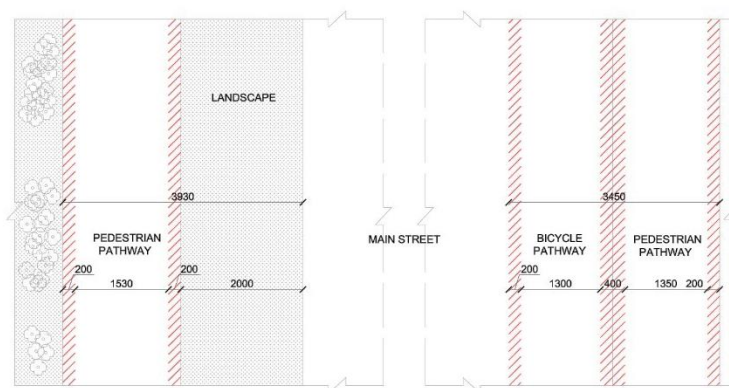 LANDSCAPE
3930
3450
PEDESTRIAN
PATHWAY
MAIN STREET
BICYCLE
PATHWAY
PEDESTRIAN
PATHWAY
200
200
200
1530
2000
1300
400
1350
200